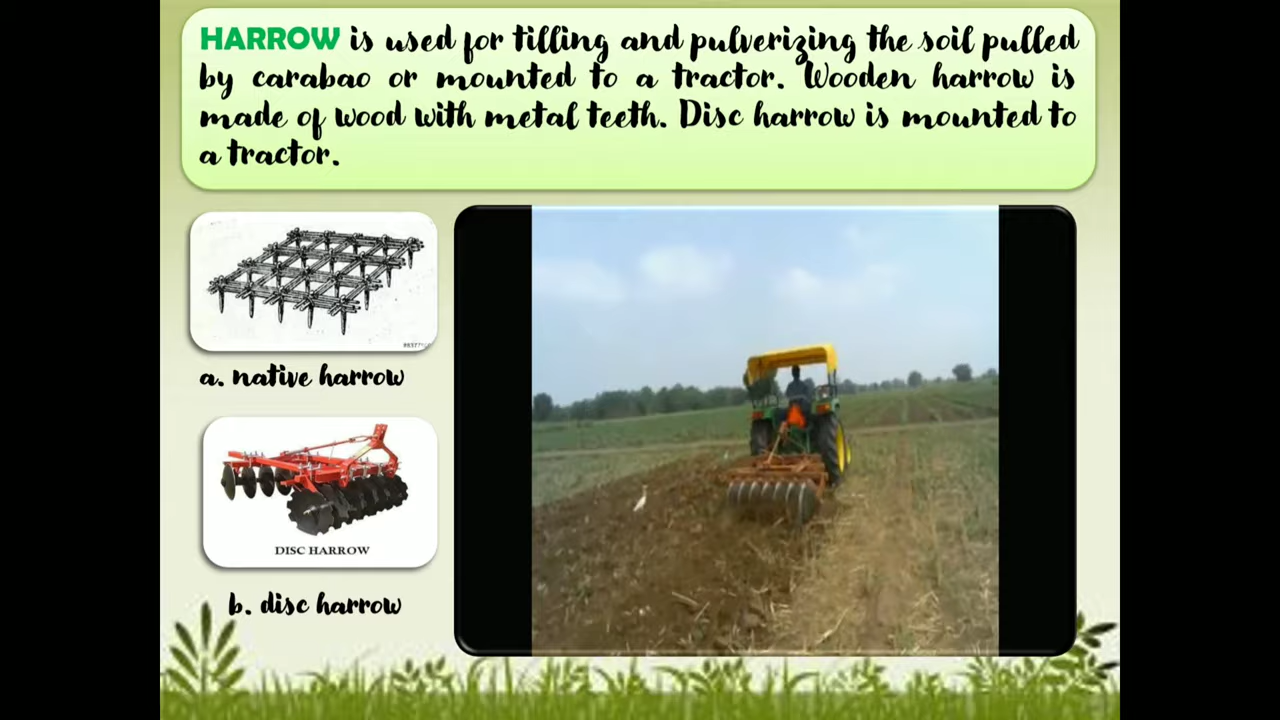 HARROW is used for tilling and pulverizing the soil pulled
by carabao or mounted to a tractor. Wooden harrow is
made of wood with metal teeth. Disc harrow is mounted to
a tractor.
a. native harrow
DISC HARROW
b. disc harrow